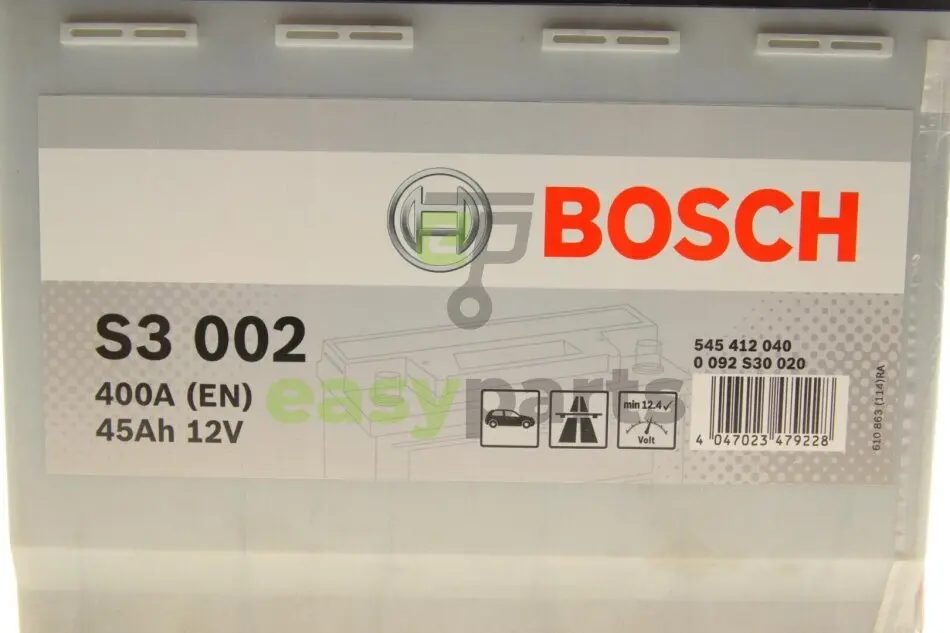 BOSCH
S3 002
400A (EN)
45Ah 12V
545 412 040
0 092 S30 020
min 12.4✓
Volt
4 047023 479228
610 863 (114)RA
easyparts